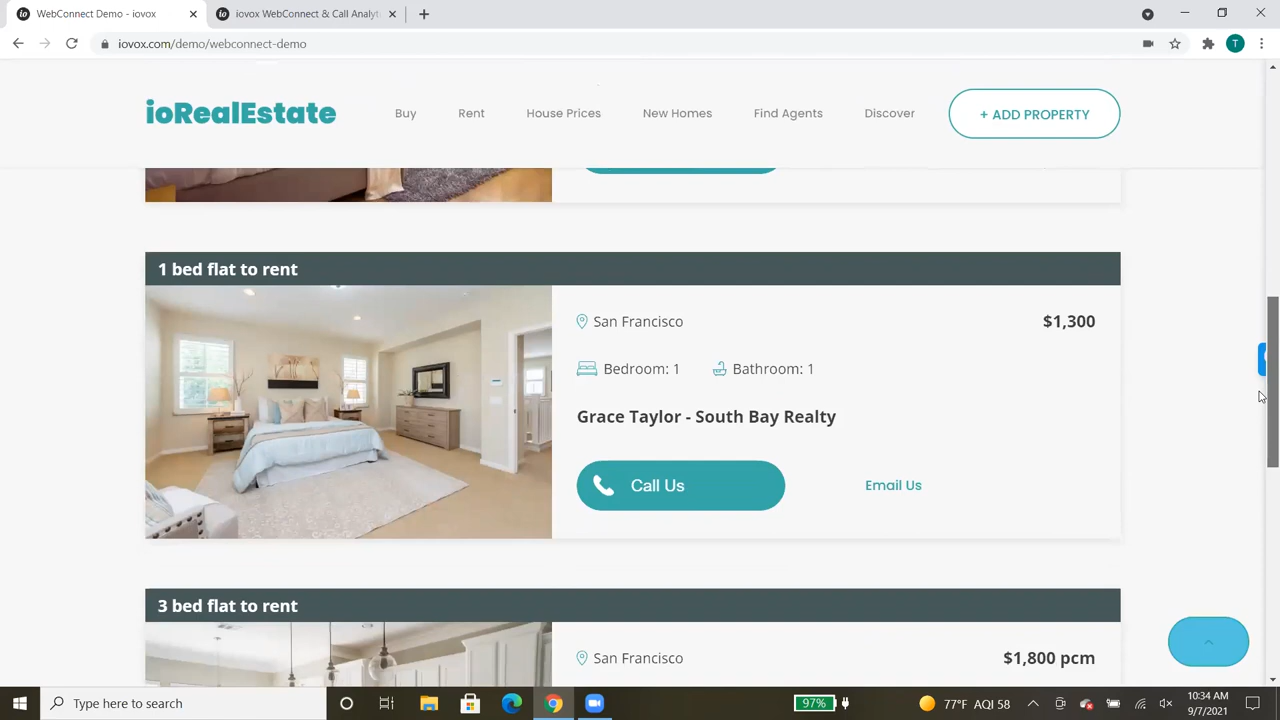 WebConnect Demo - iovox
iovox WebConnect & Call Analyt
iovox.com/demo/webconnect-demo
T
ioRealEstate
Buy
Rent
House Prices
New Homes
Find Agents
Discover
+ ADD PROPERTY
1 bed flat to rent
San Francisco
$1,300
Bedroom: 1
Bathroom: 1
Grace Taylor - South Bay Realty
Call Us
Email Us
3 bed flat to rent
San Francisco
$1,800 pcm
Type here to search
97%
77°F AQI 58
10:34 AM
9/7/2021